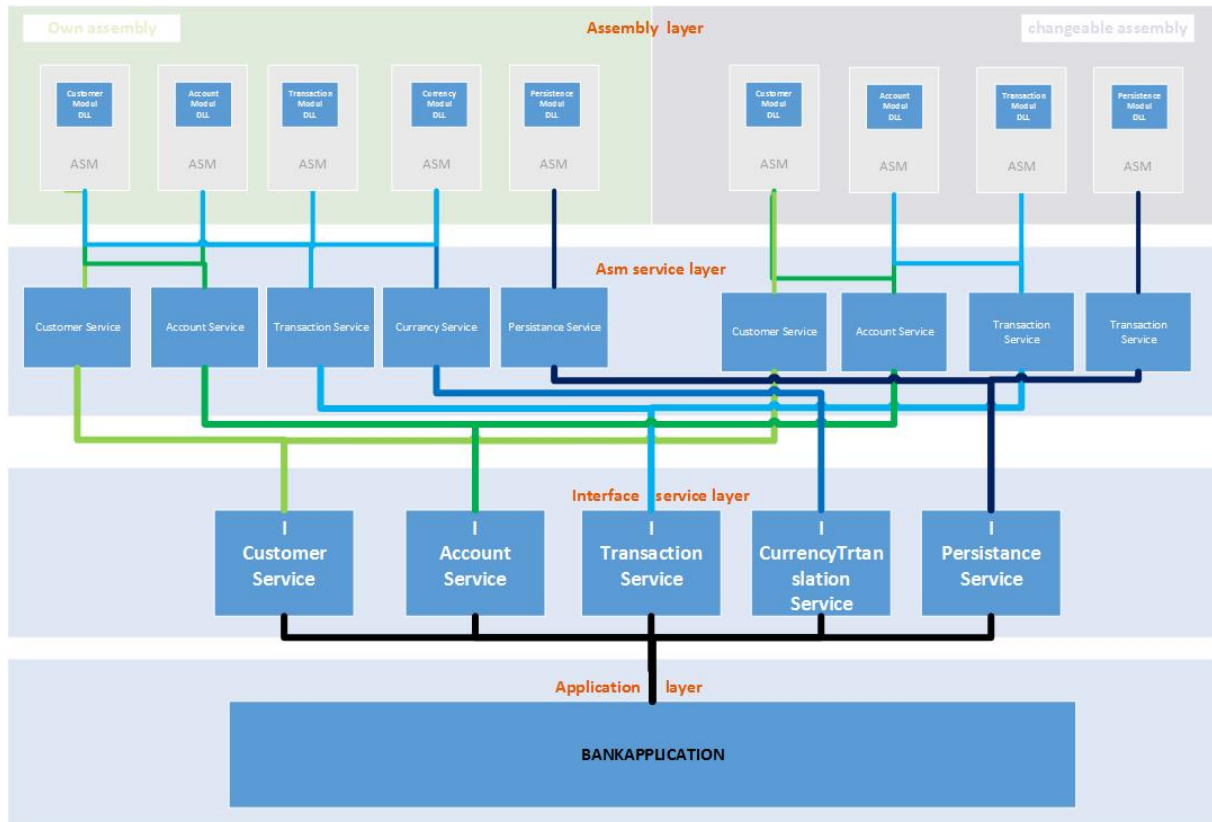 Own assembly
Assembly layer
changeable assembly
Customer
Modul
DLL
ASM
Account
Modul
DLL
ASM
Transaction
Modul
DLL
ASM
Currency
Modul
DLL
ASM
Persistence
Modul
DLL
ASM
Customer
Modul
DLL
ASM
Account
Modul
DLL
ASM
Transaction
Modul
DLL
ASM
Persistence
Modul
DLL
ASM
Asm service layer
Customer Service
Account Service
Transaction Service
Currancy Service
Persistance Service
Customer Service
Account Service
Transaction
Service
Transaction
Service
Interface service layer
I
Customer
Service
I
Account
Service
I
Transaction
Service
I
CurrencyTrtan
slation
Service
I
Persistance
Service
Application layer
BANKAPPLICATION